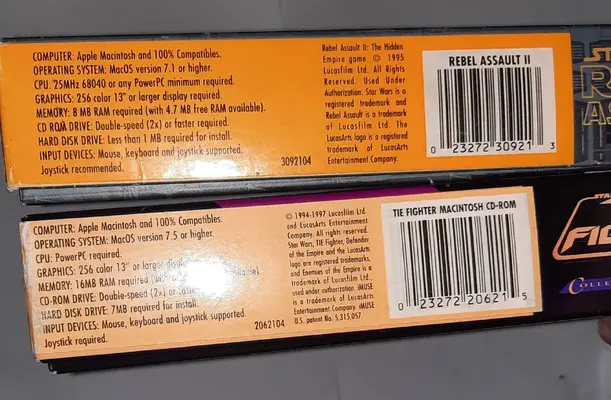 COMPUTER: Apple Macintosh and 100% Compatibles.
OPERATING SYSTEM: MacOS version 7.1 or higher.
CPU: 25MHz 68040 or any PowerPC minimum required.
GRAPHICS: 256 color 13" or larger display required.
MEMORY: 8 MB RAM required (with 4.7 MB free RAM available).
CD ROM DRIVE: Double-speed (2x) or faster required.
HARD DISK DRIVE: Less than 1 MB required for install.
INPUT DEVICES: Mouse, keyboard and joystick supported.
Joystick recommended.
3092104
Rebel Assault II: The Hidden
Empire game © 1995
Lucasfilm Ltd. All Rights
Reserved. Used Under
Authorization. Star Wars is a
registered trademark and
Rebel Assault is a trademark
of Lucasfilm Ltd. The
LucasArts logo is a registered
trademark of LucasArts
Entertainment Company.
REBEL ASSAULT II
0 23272 30921 3
COMPUTER: Apple Macintosh and 100% Compatibles.
OPERATING SYSTEM: MacOS version 7.5 or higher.
CPU: PowerPC required.
GRAPHICS: 256 color 13" or larger
MEMORY: 16MB RAM required
CD-ROM DRIVE: Double-speed (2x) or
HARD DISK DRIVE: 7MB required for install.
INPUT DEVICES: Mouse, keyboard and joystick supported.
Joystick required.
2062104
© 1994-1997 Lucasfilm Ltd.
and LucasArts Entertainment
Company. All rights reserved.
Star Wars, TIE Fighter, Defender
of the Empire and the LucasArts
logo are registered trademarks,
and Enemies of the Empire is a
trademark of Lucasfilm Ltd.,
used under authorization. iMUSE
is a trademark of LucasArts
Entertainment Company. iMUSE
U.S. patent No. 5,315,057.
TIE FIGHTER MACINTOSH CD-ROM
0 23272 20621 5